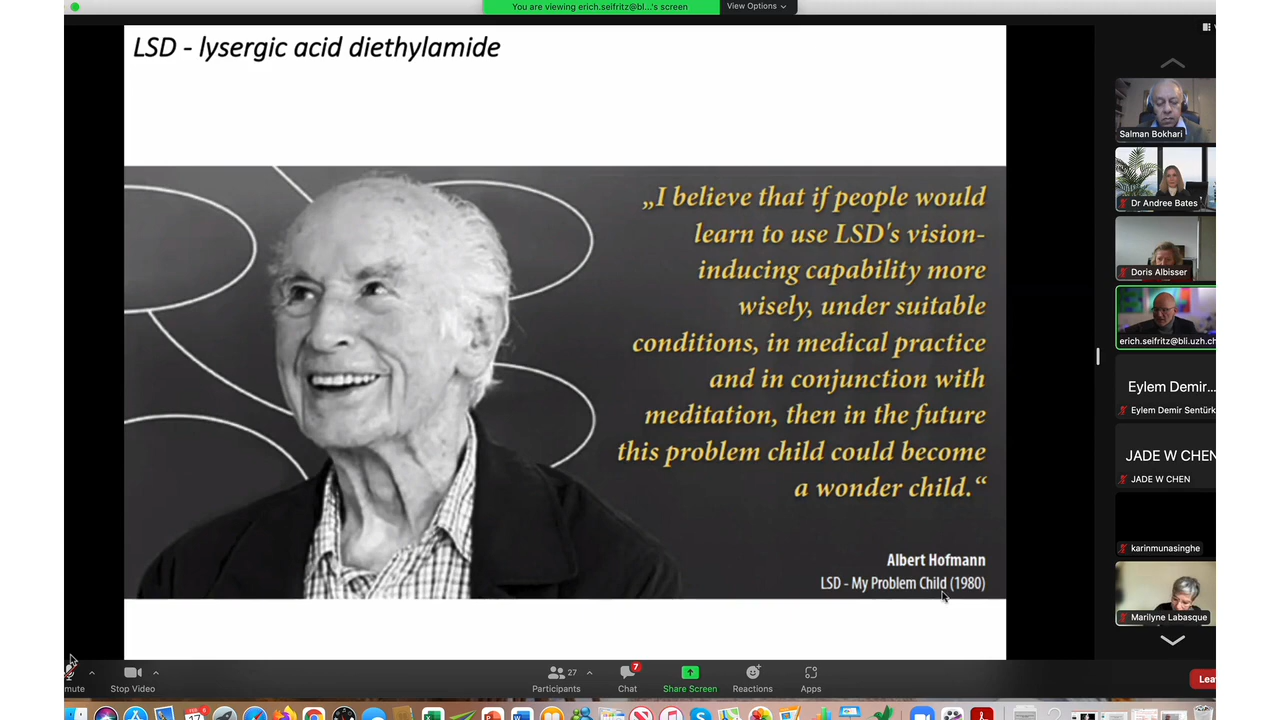 You are viewing erich.seifritz@bl...'s screen
View Options
LSD - lysergic acid diethylamide
„I believe that if people would
learn to use LSD's vision-
inducing capability more
wisely, under suitable
conditions, in medical practice
and in conjunction with
meditation, then in the future
this problem child could become
a wonder child.“
Albert Hofmann
LSD - My Problem Child (1980)
Salman Bokhari
Dr Andree Bates
Doris Albisser
erich.seifritz@bli.uzh.ch
Eylem Demir...
Eylem Demir Sentürk
JADE W CHEN
JADE W CHEN
karinmunasinghe
Marilyne Labasque
mute
Stop Video
27
Participants
7
Chat
Share Screen
Reactions
Apps
Lea